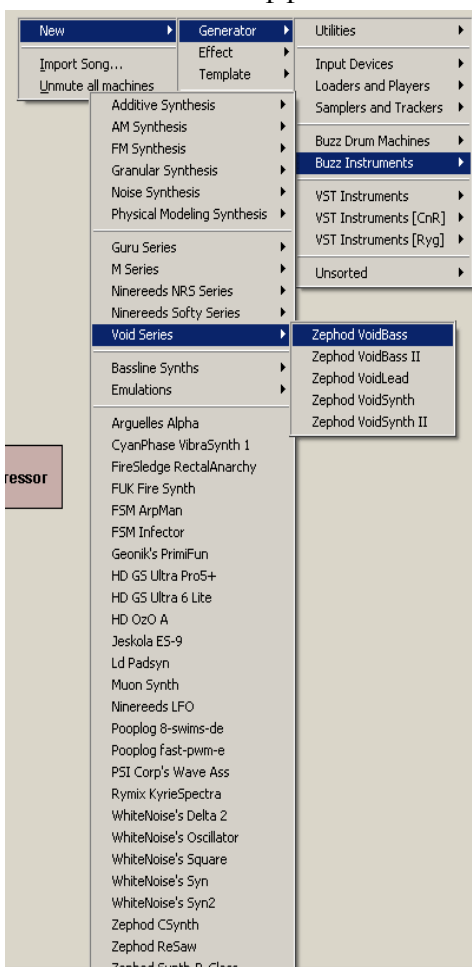 New
Import Song...
Unmute all machines
Generator
Effect
Template
Utilities
Input Devices
Loaders and Players
Samplers and Trackers
Buzz Drum Machines
Buzz Instruments
VST Instruments
VST Instruments [CnR]
VST Instruments [Ryg]
Unsorted
Additive Synthesis
AM Synthesis
FM Synthesis
Granular Synthesis
Noise Synthesis
Physical Modeling Synthesis
Guru Series
M Series
Ninereeds NRS Series
Ninereeds Softy Series
Void Series
Bassline Synths
Emulations
Arguelles Alpha
CyanPhase VibraSynth 1
FireSledge RectalAnarchy
FUK Fire Synth
FSM ArpMan
FSM Infector
Geonik's PrimiFun
HD GS Ultra Pro5+
HD GS Ultra 6 Lite
HD OzO A
Jeskola ES-9
Ld Padsyn
Muon Synth
Ninereeds LFO
Pooplog 8-swims-de
Pooplog fast-pwm-e
PSI Corp's Wave Ass
Rymix KyrieSpectra
WhiteNoise's Delta 2
WhiteNoise's Oscillator
WhiteNoise's Square
WhiteNoise's Syn
WhiteNoise's Syn2
Zephod CSynth
Zephod ReSaw
Zephod VoidBass
Zephod VoidBass II
Zephod VoidLead
Zephod VoidSynth
Zephod VoidSynth II
ressor